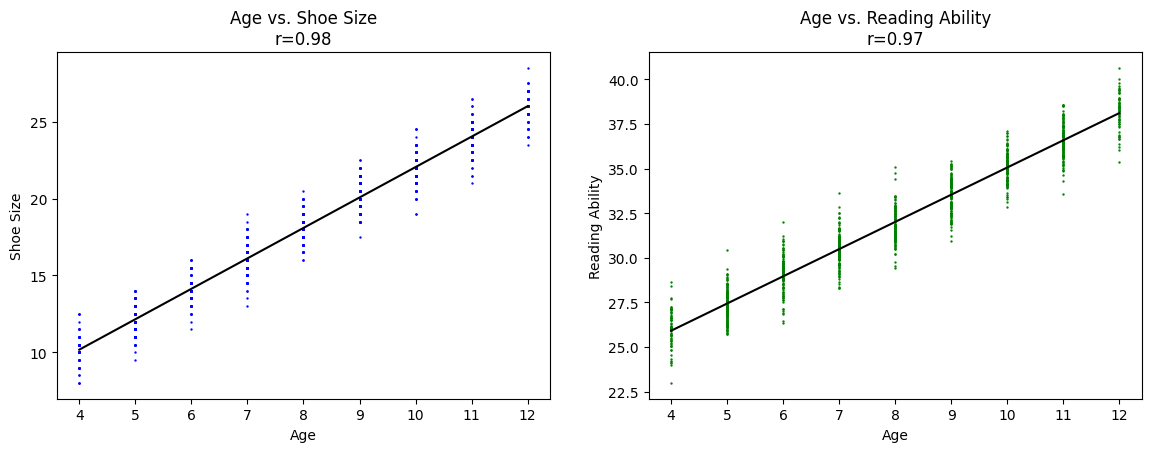 Age vs. Shoe Size
r=0.98
25
20
15
10
Shoe Size
4 5 6 7 8 9 10 11 12
Age
Age vs. Reading Ability
r=0.97
40.0
37.5
35.0
32.5
30.0
27.5
25.0
22.5
Reading Ability
4 5 6 7 8 9 10 11 12
Age